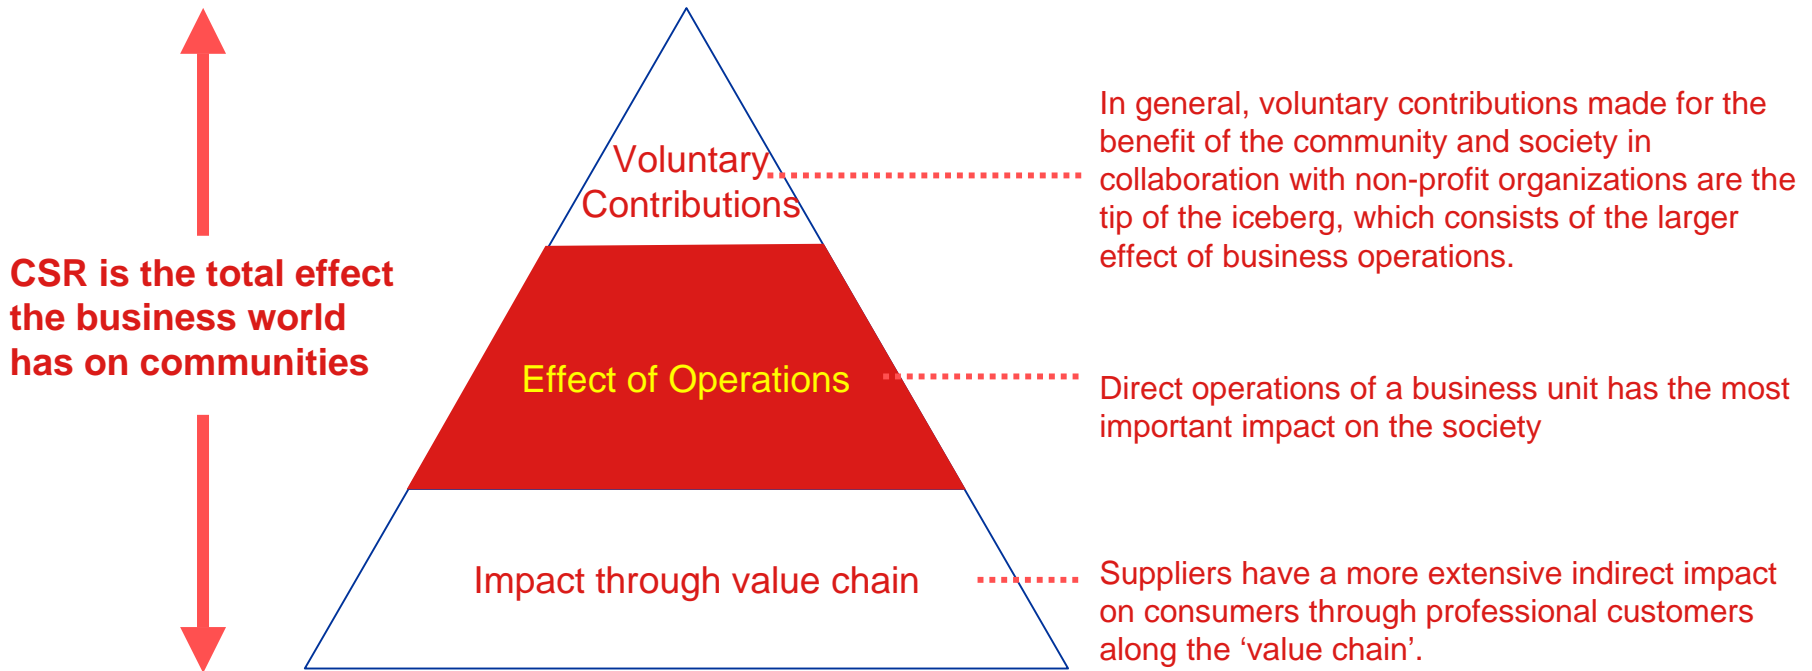 CSR is the total effect
the business world
has on communities
Voluntary
Contributions
In general, voluntary contributions made for the
benefit of the community and society in
collaboration with non-profit organizations are the
tip of the iceberg, which consists of the larger
effect of business operations.
Effect of Operations
Direct operations of a business unit has the most
important impact on the society
Impact through value chain
Suppliers have a more extensive indirect impact
on consumers through professional customers
along the ‘value chain’.